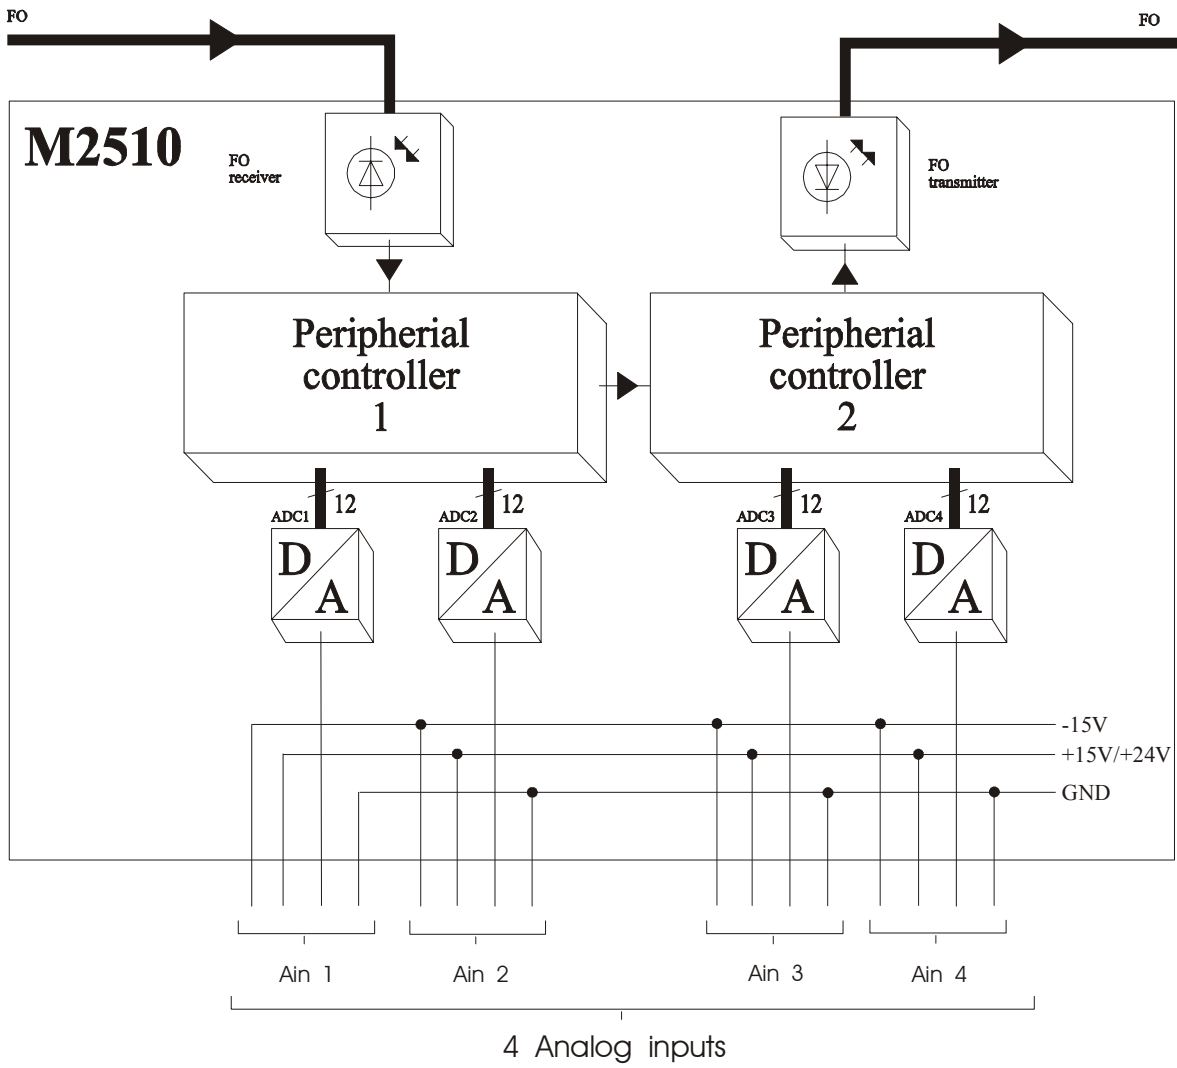 FO
FO
M2510
FO
receiver
FO
transmitter
Peripherial
controller
1
Peripherial
controller
2
12
12
12
12
ADC1
ADC2
ADC3
ADC4
D
A
D
A
D
A
D
A
-15V
+15V/+24V
GND
Ain 1
Ain 2
Ain 3
Ain 4
4 Analog inputs